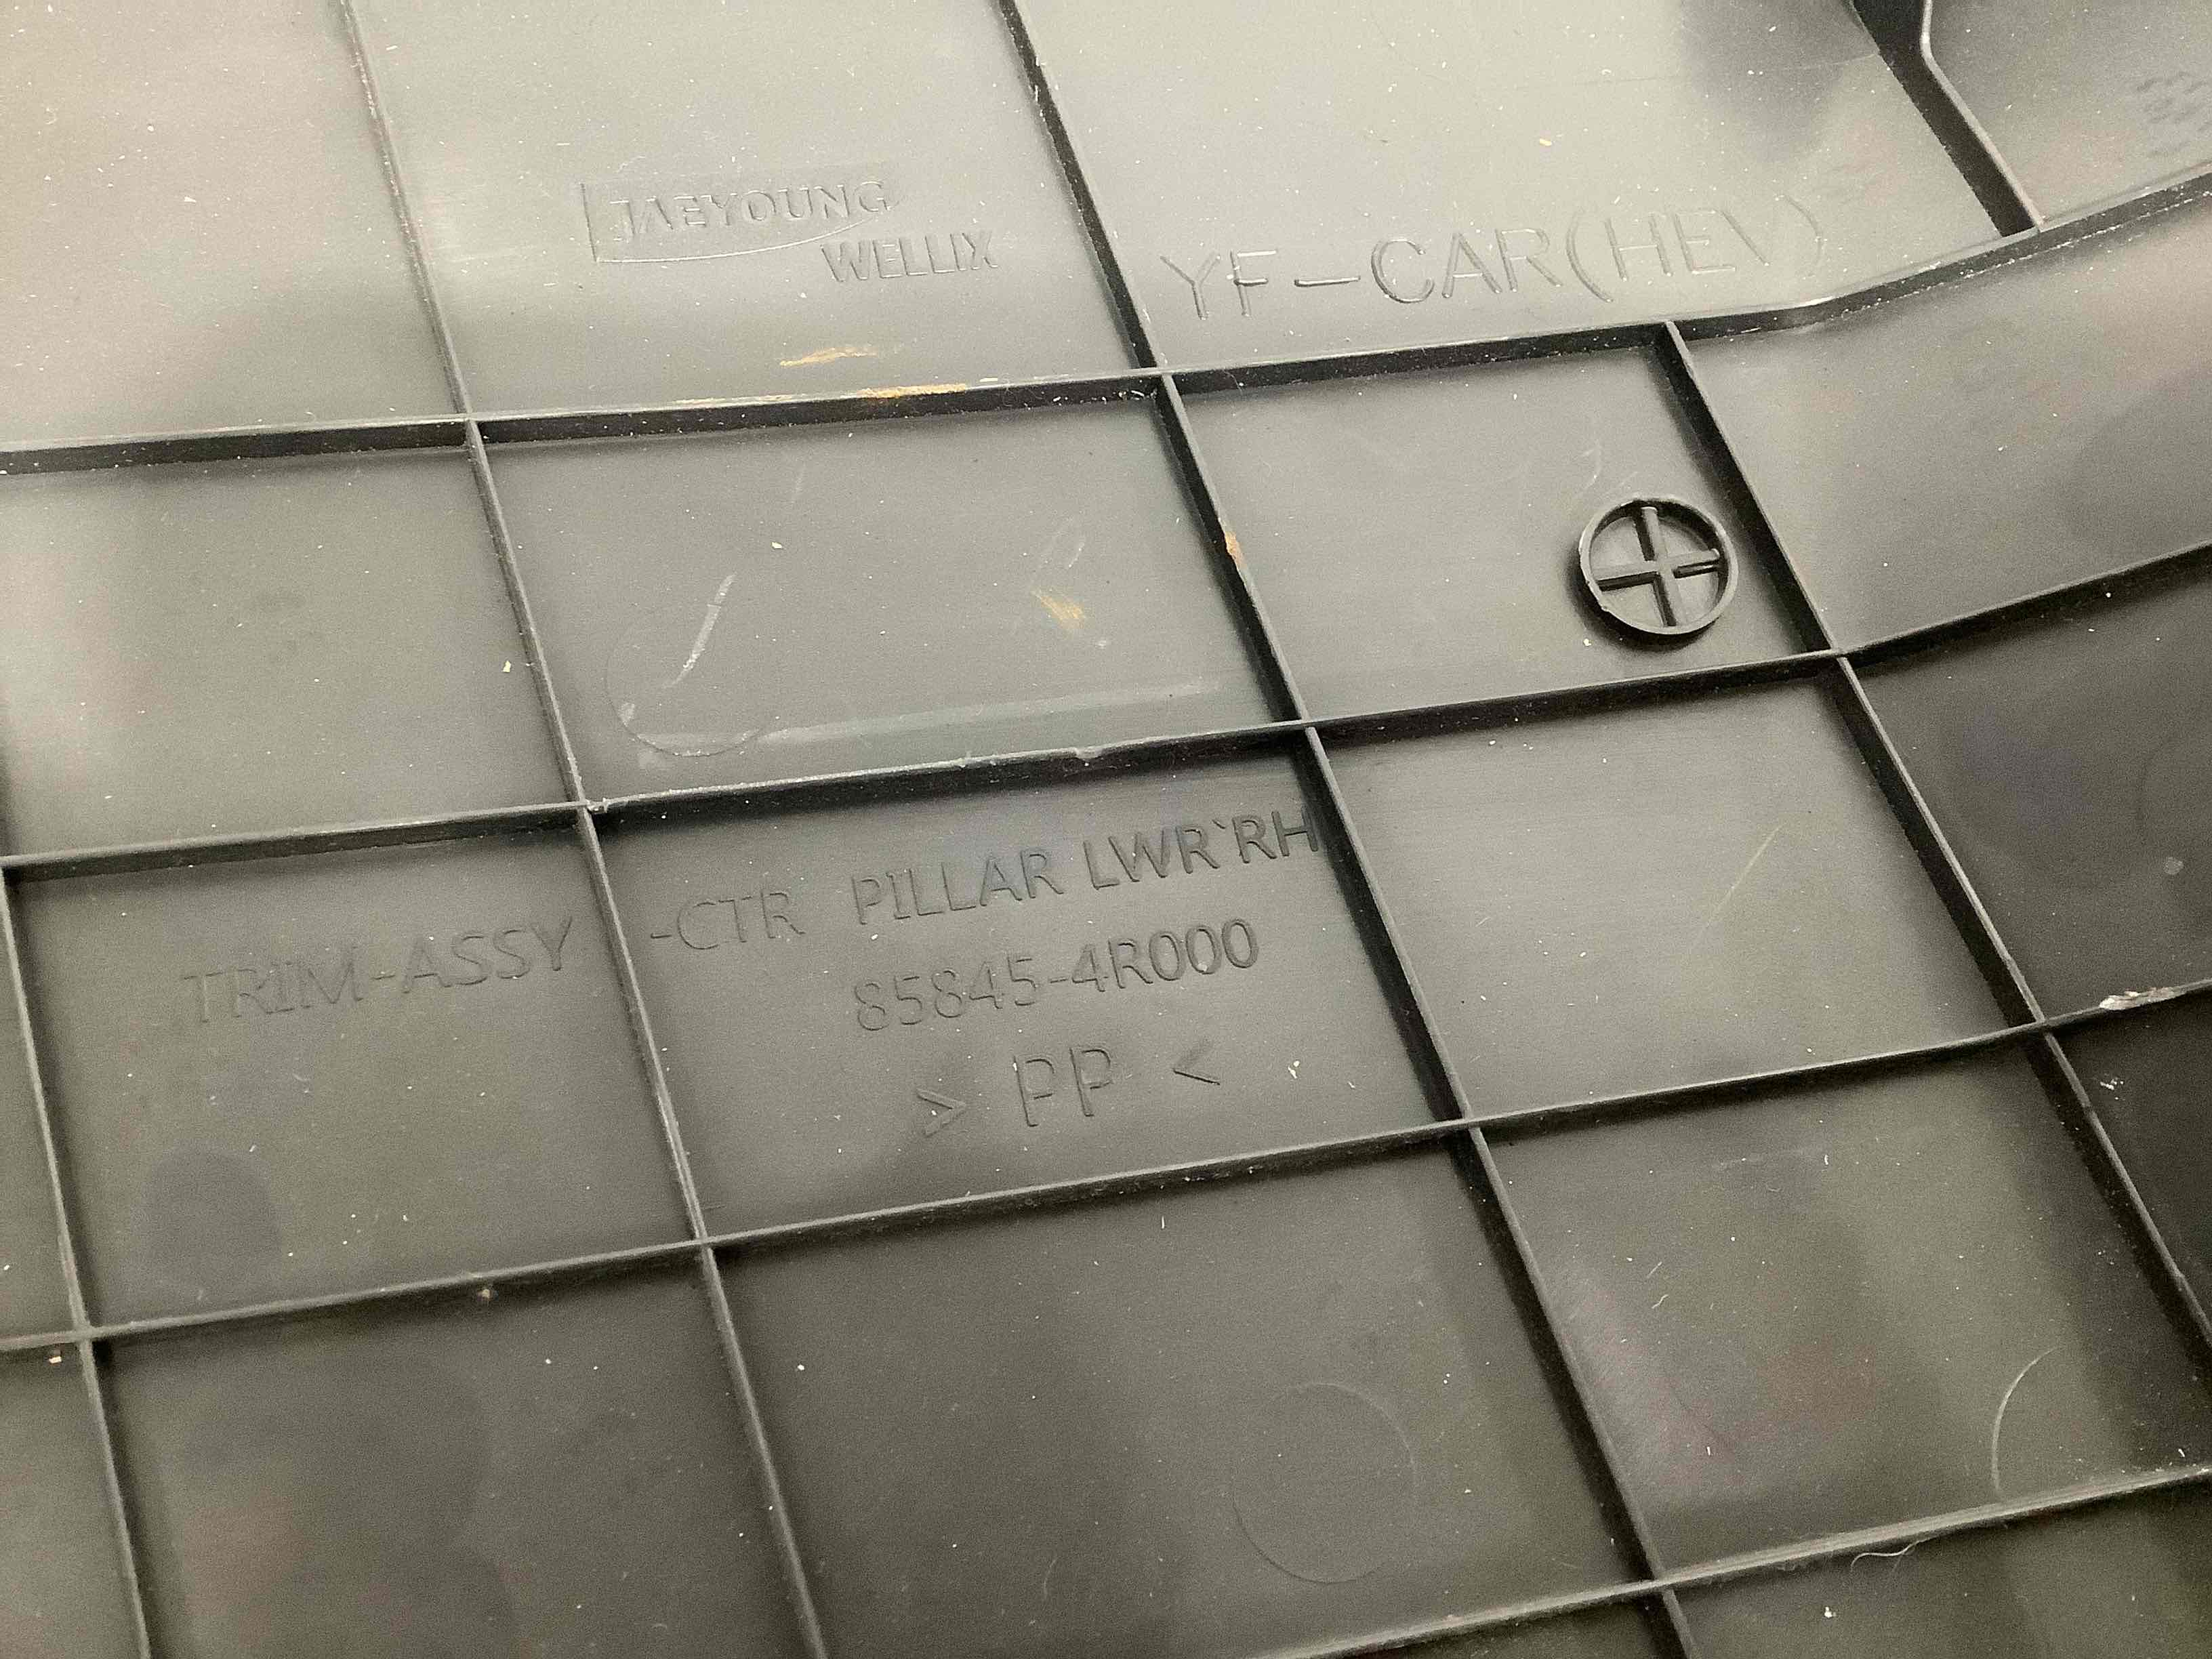 JAEYOUNG
WELLIX
YF-CAR(HEV)
TRIM-ASSY -CTR PILLAR LWR`RH
85845-4R000
> PP <